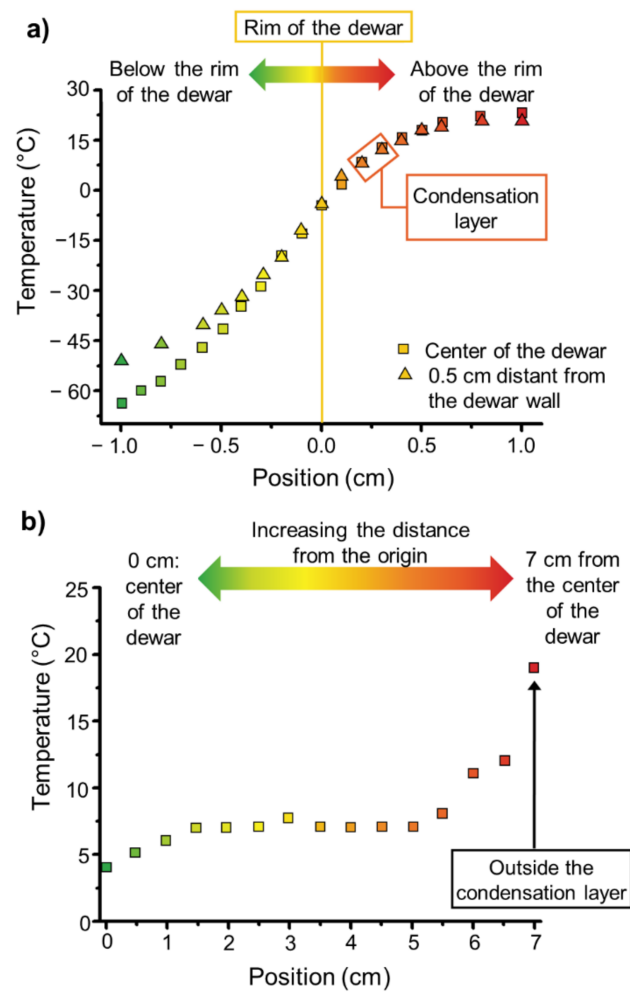 a)
Rim of the dewar
Below the rim
of the dewar
Above the rim
of the dewar
30
15
0
−15
−30
−45
−60
Temperature (°C)
Condensation
layer
Center of the dewar
0.5 cm distant from
the dewar wall
−1.0
−0.5
0.0
0.5
1.0
Position (cm)
b)
Increasing the distance
from the origin
0 cm:
center
of the
dewar
7 cm from
the center
of the
dewar
25
20
15
10
5
0
Temperature (°C)
Outside the
condensation layer
0
1
2
3
4
5
6
7
Position (cm)